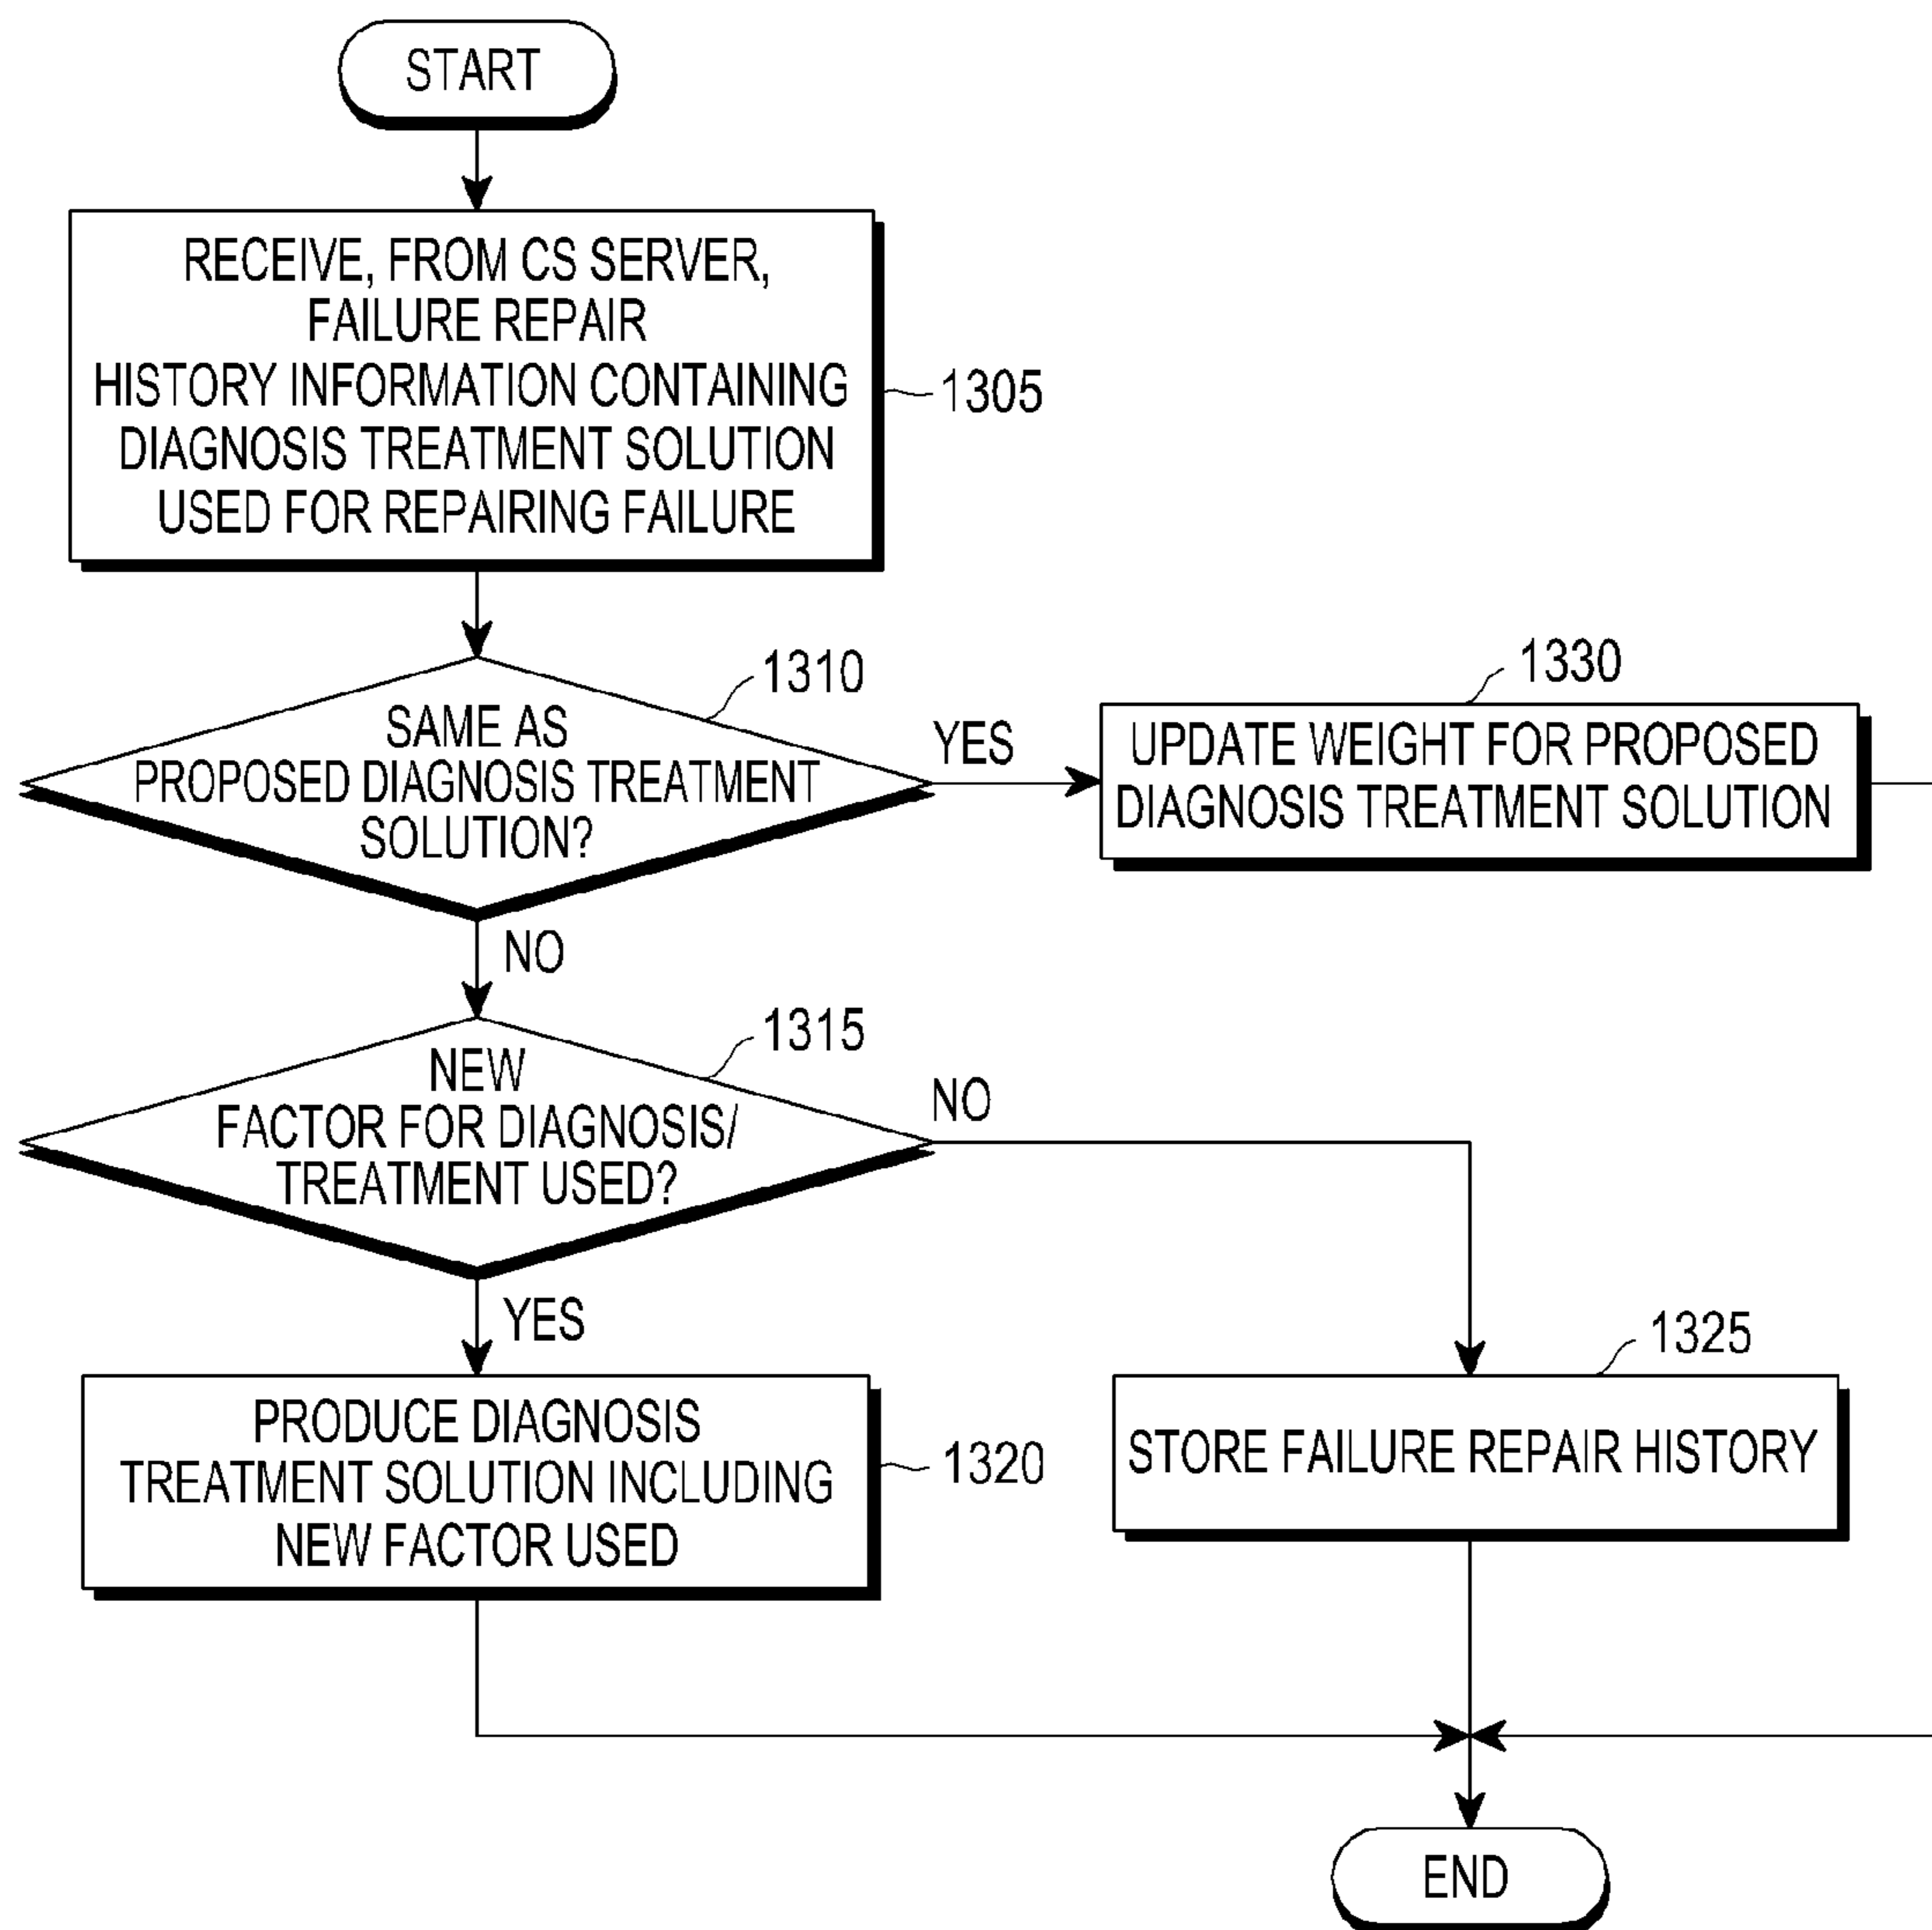 START
RECEIVE, FROM CS SERVER,
FAILURE REPAIR
HISTORY INFORMATION CONTAINING
DIAGNOSIS TREATMENT SOLUTION
USED FOR REPAIRING FAILURE
1305
1310
SAME AS
PROPOSED DIAGNOSIS TREATMENT
SOLUTION?
YES
1330
UPDATE WEIGHT FOR PROPOSED
DIAGNOSIS TREATMENT SOLUTION
NO
1315
NEW
FACTOR FOR DIAGNOSIS/
TREATMENT USED?
NO
YES
PRODUCE DIAGNOSIS
TREATMENT SOLUTION INCLUDING
NEW FACTOR USED
1320
1325
STORE FAILURE REPAIR HISTORY
END